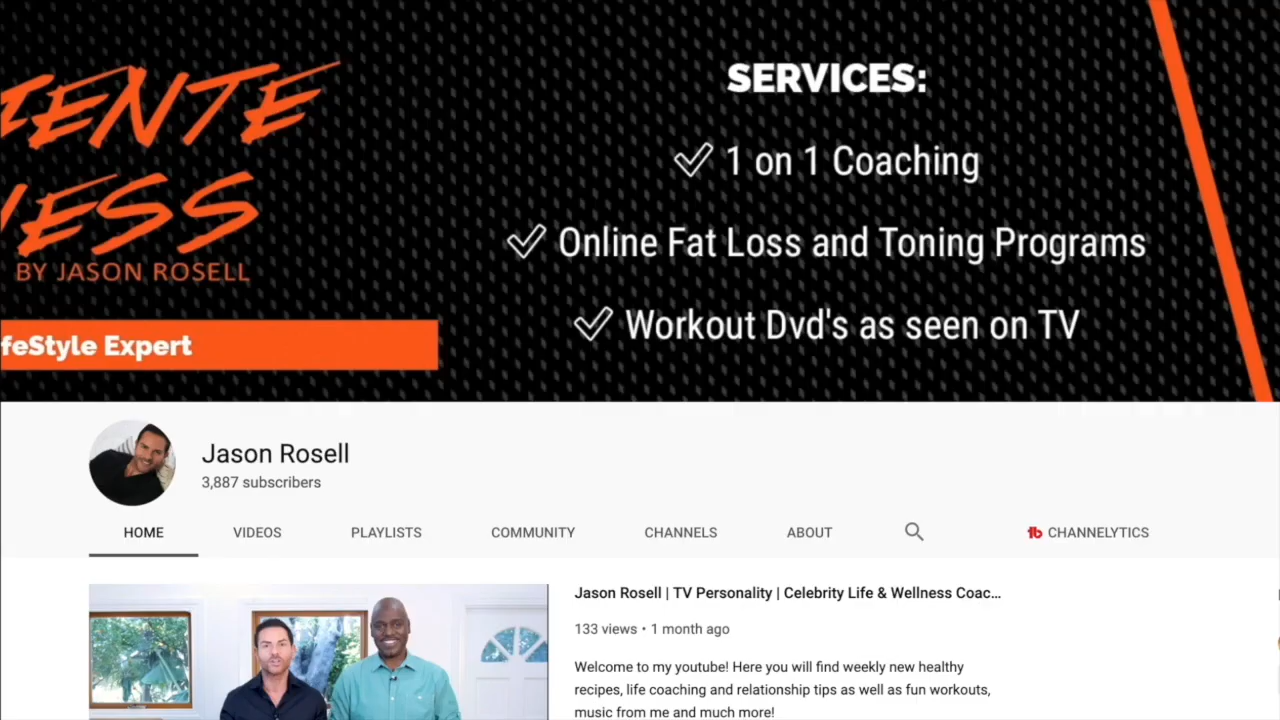 SERVICES:
1 on 1 Coaching
Online Fat Loss and Toning Programs
Workout Dvd's as seen on TV
IENTE
NESS
BY JASON ROSELL
feStyle Expert
Jason Rosell
3,887 subscribers
HOME VIDEOS PLAYLISTS COMMUNITY CHANNELS ABOUT tb CHANNELYTICS
Jason Rosell | TV Personality | Celebrity Life & Wellness Coac...
133 views • 1 month ago
Welcome to my youtube! Here you will find weekly new healthy
recipes, life coaching and relationship tips as well as fun workouts,
music from me and much more!